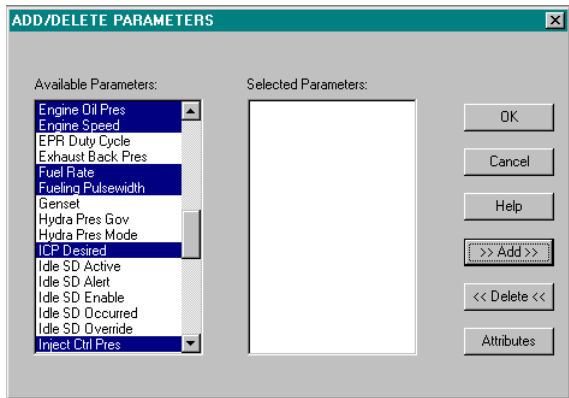 ADD/DELETE PARAMETERS
Available Parameters:
Selected Parameters:
Engine Oil Pres
Engine Speed
EPR Duty Cycle
Exhaust Back Pres
Fuel Rate
Fueling Pulsewidth
Genset
Hydra Pres Gov
Hydra Pres Mode
ICP Desired
Idle SD Active
Idle SD Alert
Idle SD Enable
Idle SD Occurred
Idle SD Override
Inject Ctrl Pres
OK
Cancel
Help
>> Add >>
<< Delete <<
Attributes